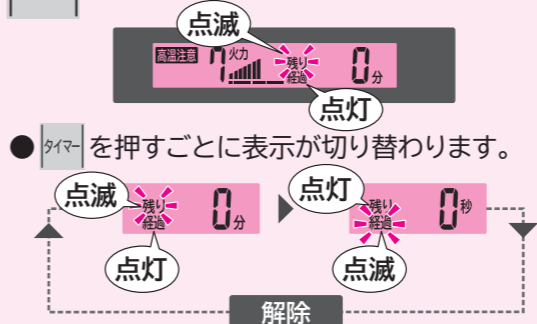 点滅
高温注意 7 火力 残り 経過 0分
点灯
● タイマー を押すごとに表示が切り替わります。
点滅 残り 経過 0分 点灯 残り 経過 0秒
点灯 点滅
解除